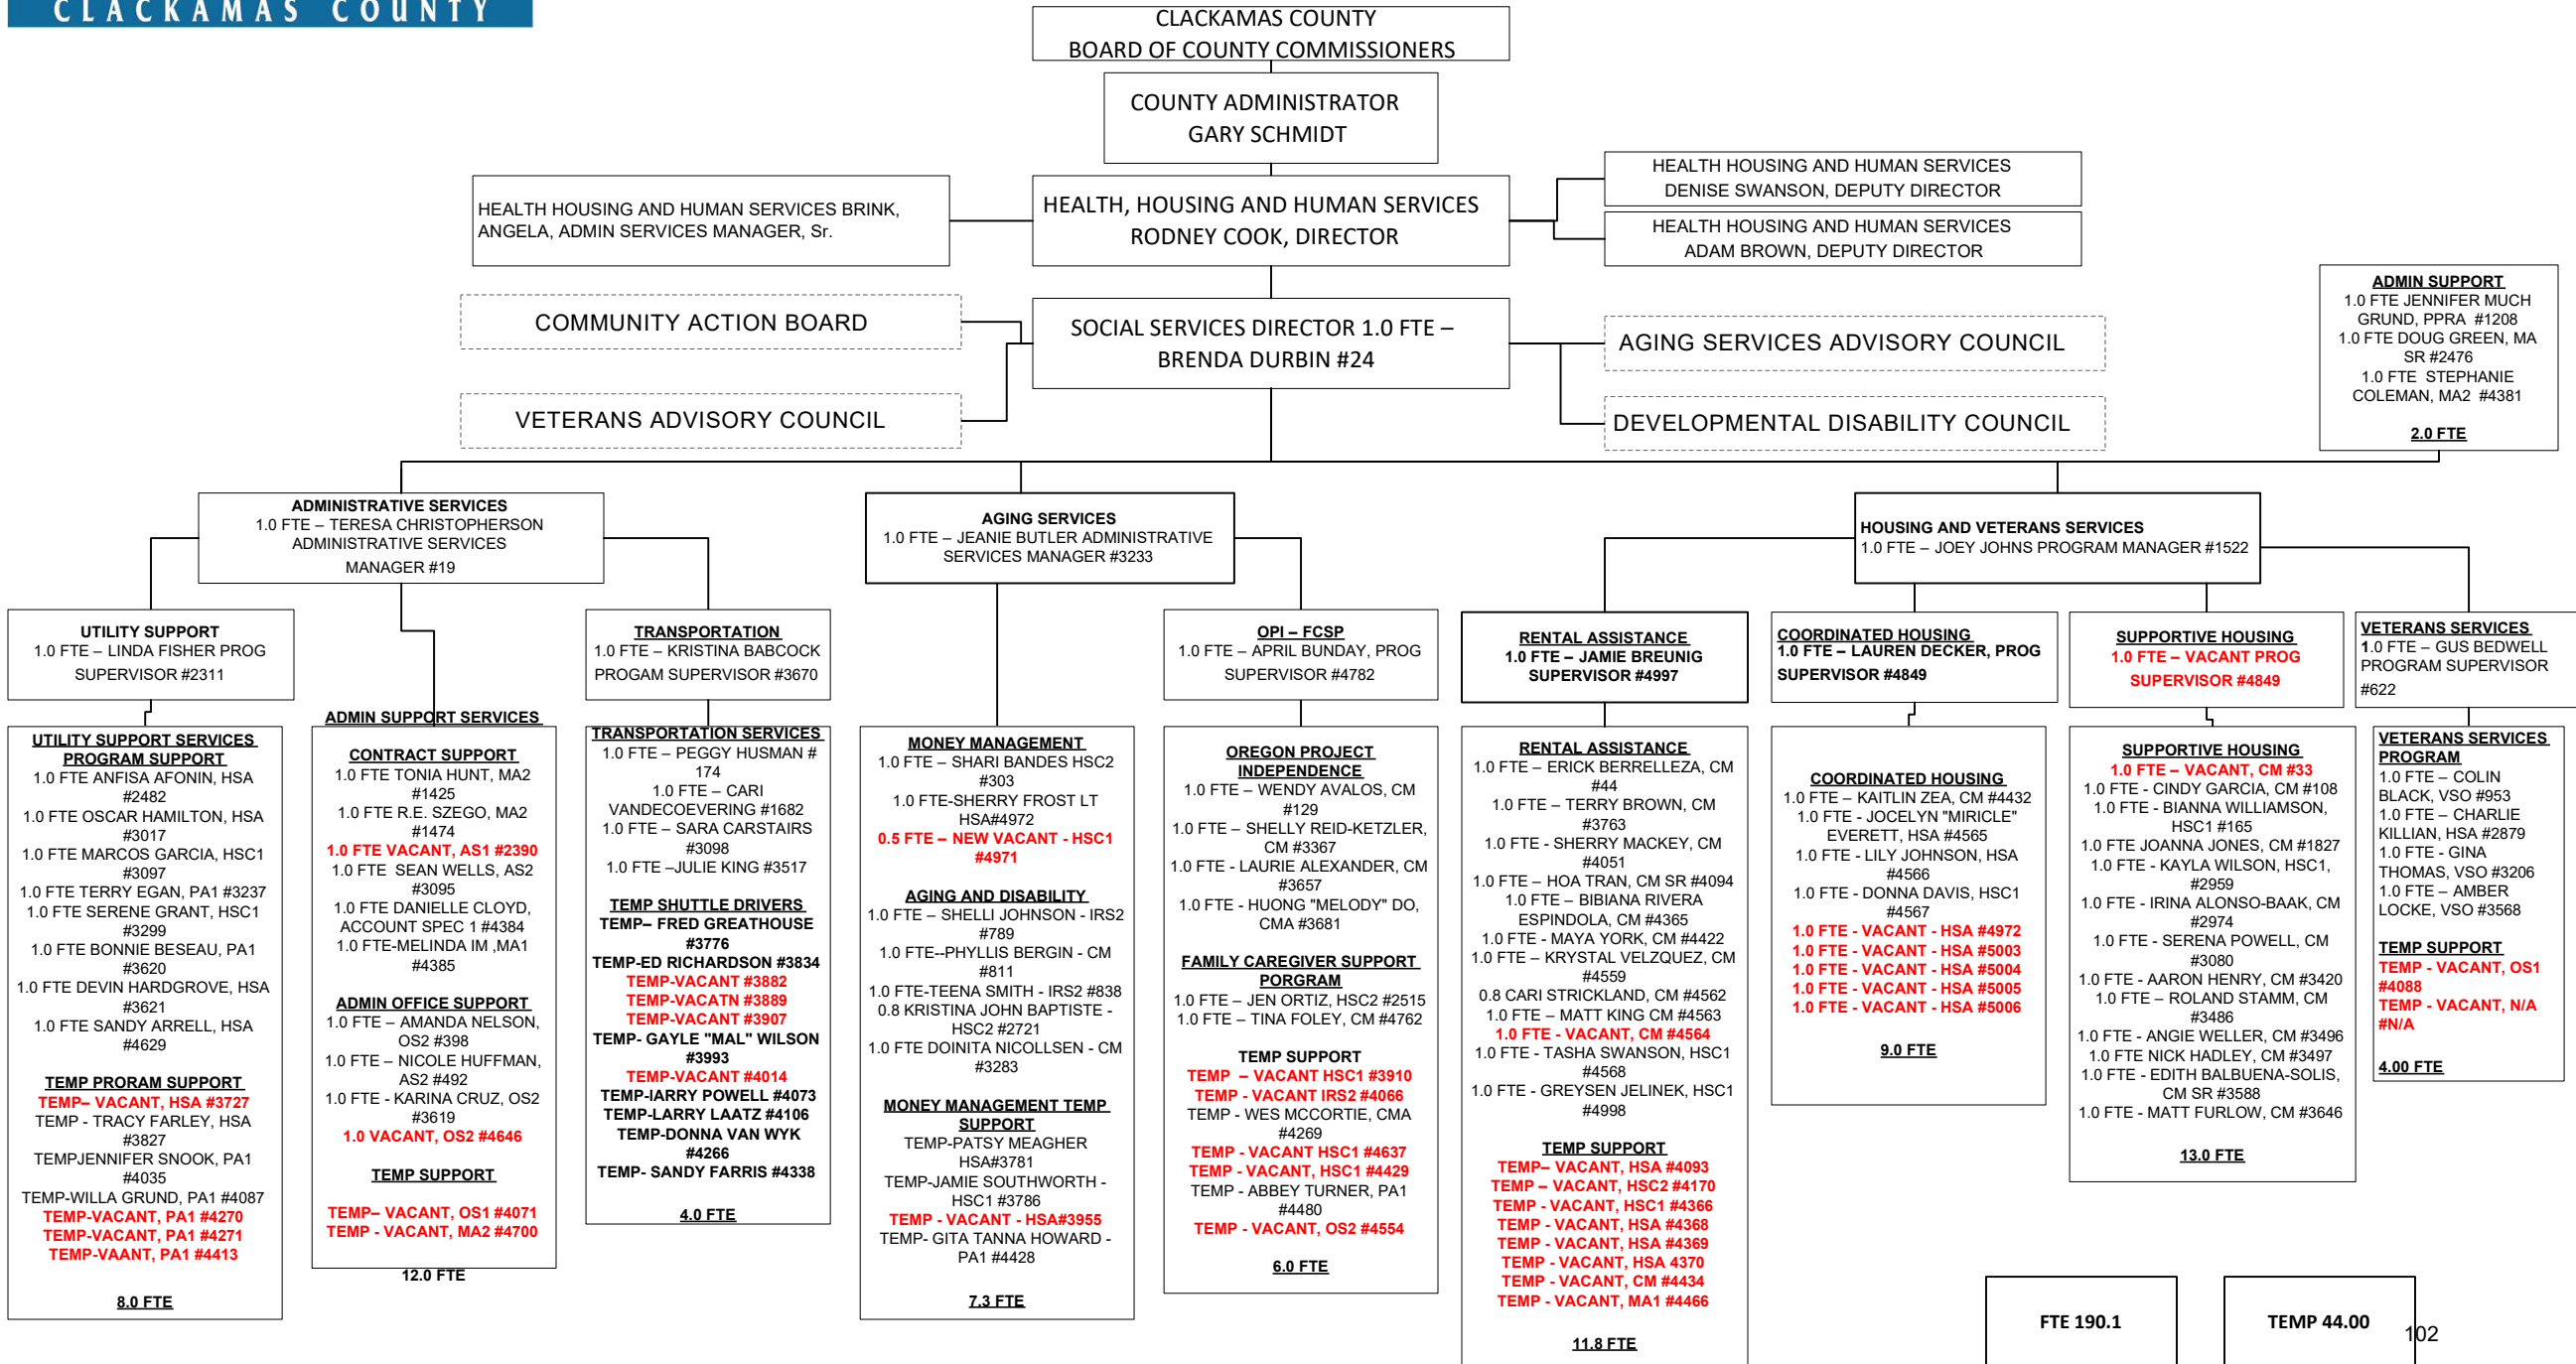 CLACKAMAS COUNTY
CLACKAMAS COUNTY
BOARD OF COUNTY COMMISSIONERS
COUNTY ADMINISTRATOR
GARY SCHMIDT
HEALTH HOUSING AND HUMAN SERVICES BRINK,
ANGELA, ADMIN SERVICES MANAGER, Sr.
HEALTH, HOUSING AND HUMAN SERVICES
RODNEY COOK, DIRECTOR
HEALTH HOUSING AND HUMAN SERVICES
DENISE SWANSON, DEPUTY DIRECTOR
HEALTH HOUSING AND HUMAN SERVICES
ADAM BROWN, DEPUTY DIRECTOR
COMMUNITY ACTION BOARD
VETERANS ADVISORY COUNCIL
SOCIAL SERVICES DIRECTOR 1.0 FTE –
BRENDA DURBIN #24
AGING SERVICES ADVISORY COUNCIL
DEVELOPMENTAL DISABILITY COUNCIL
ADMIN SUPPORT
1.0 FTE JENNIFER MUCH
GRUND, PPRA #1208
1.0 FTE DOUG GREEN, MA
SR #2476
1.0 FTE STEPHANIE
COLEMAN, MA2 #4381
2.0 FTE
ADMINISTRATIVE SERVICES
1.0 FTE – TERESA CHRISTOPHERSON
ADMINISTRATIVE SERVICES
MANAGER #19
AGING SERVICES
1.0 FTE – JEANIE BUTLER ADMINISTRATIVE
SERVICES MANAGER #3233
HOUSING AND VETERANS SERVICES
1.0 FTE – JOEY JOHNS PROGRAM MANAGER #1522
UTILITY SUPPORT
1.0 FTE – LINDA FISHER PROG
SUPERVISOR #2311
TRANSPORTATION
1.0 FTE – KRISTINA BABCOCK
PROGAM SUPERVISOR #3670
OPI – FCSP
1.0 FTE – APRIL BUNDAY, PROG
SUPERVISOR #4782
RENTAL ASSISTANCE
1.0 FTE – JAMIE BREUNIG
SUPERVISOR #4997
COORDINATED HOUSING
1.0 FTE – LAUREN DECKER, PROG
SUPERVISOR #4849
SUPPORTIVE HOUSING
1.0 FTE – VACANT PROG
SUPERVISOR #4849
VETERANS SERVICES
1.0 FTE – GUS BEDWELL
PROGRAM SUPERVISOR
#622
UTILITY SUPPORT SERVICES
PROGRAM SUPPORT
1.0 FTE ANFISA AFONIN, HSA
#2482
1.0 FTE OSCAR HAMILTON, HSA
#3017
1.0 FTE MARCOS GARCIA, HSC1
#3097
1.0 FTE TERRY EGAN, PA1 #3237
1.0 FTE SERENE GRANT, HSC1
#3299
1.0 FTE BONNIE BESEAU, PA1
#3620
1.0 FTE DEVIN HARDGROVE, HSA
#3621
1.0 FTE SANDY ARRELL, HSA
#4629
TEMP PRORAM SUPPORT
TEMP– VACANT, HSA #3727
TEMP - TRACY FARLEY, HSA
#3827
TEMPJENNIFER SNOOK, PA1
#4035
TEMP-WILLA GRUND, PA1 #4087
TEMP-VACANT, PA1 #4270
TEMP-VACANT, PA1 #4271
TEMP-VAANT, PA1 #4413
8.0 FTE
ADMIN SUPPORT SERVICES
CONTRACT SUPPORT
1.0 FTE TONIA HUNT, MA2
#1425
1.0 FTE R.E. SZEGO, MA2
#1474
1.0 FTE VACANT, AS1 #2390
1.0 FTE SEAN WELLS, AS2
#3095
1.0 FTE DANIELLE CLOYD,
ACCOUNT SPEC 1 #4384
1.0 FTE-MELINDA IM ,MA1
#4385
ADMIN OFFICE SUPPORT
1.0 FTE – AMANDA NELSON,
OS2 #398
1.0 FTE – NICOLE HUFFMAN,
AS2 #492
1.0 FTE - KARINA CRUZ, OS2
#3619
1.0 VACANT, OS2 #4646
TEMP SUPPORT
TEMP– VACANT, OS1 #4071
TEMP - VACANT, MA2 #4700
12.0 FTE
TRANSPORTATION SERVICES
1.0 FTE – PEGGY HUSMAN #
174
1.0 FTE – CARI
VANDECOEVERING #1682
1.0 FTE – SARA CARSTAIRS
#3098
1.0 FTE –JULIE KING #3517
TEMP SHUTTLE DRIVERS
TEMP– FRED GREATHOUSE
#3776
TEMP-ED RICHARDSON #3834
TEMP-VACANT #3882
TEMP-VACATN #3889
TEMP-VACANT #3907
TEMP- GAYLE "MAL" WILSON
#3993
TEMP-VACANT #4014
TEMP-lARRY POWELL #4073
TEMP-LARRY LAATZ #4106
TEMP-DONNA VAN WYK
#4266
TEMP- SANDY FARRIS #4338
4.0 FTE
MONEY MANAGEMENT
1.0 FTE – SHARI BANDES HSC2
#303
1.0 FTE-SHERRY FROST LT
HSA#4972
0.5 FTE – NEW VACANT - HSC1
#4971
AGING AND DISABILITY
1.0 FTE – SHELLI JOHNSON - IRS2
#789
1.0 FTE--PHYLLIS BERGIN - CM
#811
1.0 FTE-TEENA SMITH - IRS2 #838
0.8 KRISTINA JOHN BAPTISTE -
HSC2 #2721
1.0 FTE DOINITA NICOLLSEN - CM
#3283
MONEY MANAGEMENT TEMP
SUPPORT
TEMP-PATSY MEAGHER
HSA#3781
TEMP-JAMIE SOUTHWORTH -
HSC1 #3786
TEMP - VACANT - HSA#3955
TEMP- GITA TANNA HOWARD -
PA1 #4428
7.3 FTE
OREGON PROJECT
INDEPENDENCE
1.0 FTE – WENDY AVALOS, CM
#129
1.0 FTE – SHELLY REID-KETZLER,
CM #3367
1.0 FTE - LAURIE ALEXANDER, CM
#3657
1.0 FTE - HUONG "MELODY" DO,
CMA #3681
FAMILY CAREGIVER SUPPORT
PORGRAM
1.0 FTE – JEN ORTIZ, HSC2 #2515
1.0 FTE – TINA FOLEY, CM #4762
TEMP SUPPORT
TEMP – VACANT HSC1 #3910
TEMP - VACANT IRS2 #4066
TEMP - WES MCCORTIE, CMA
#4269
TEMP - VACANT HSC1 #4637
TEMP - VACANT, HSC1 #4429
TEMP - ABBEY TURNER, PA1
#4480
TEMP - VACANT, OS2 #4554
6.0 FTE
RENTAL ASSISTANCE
1.0 FTE – ERICK BERRELLEZA, CM
#44
1.0 FTE – TERRY BROWN, CM
#3763
1.0 FTE - SHERRY MACKEY, CM
#4051
1.0 FTE – HOA TRAN, CM SR #4094
1.0 FTE – BIBIANA RIVERA
ESPINDOLA, CM #4365
1.0 FTE - MAYA YORK, CM #4422
1.0 FTE – KRYSTAL VELZQUEZ, CM
#4559
0.8 CARI STRICKLAND, CM #4562
1.0 FTE – MATT KING CM #4563
1.0 FTE - VACANT, CM #4564
1.0 FTE - TASHA SWANSON, HSC1
#4568
1.0 FTE - GREYSEN JELINEK, HSC1
#4998
TEMP SUPPORT
TEMP– VACANT, HSA #4093
TEMP – VACANT, HSC2 #4170
TEMP - VACANT, HSC1 #4366
TEMP - VACANT, HSA #4368
TEMP - VACANT, HSA #4369
TEMP - VACANT, HSA 4370
TEMP - VACANT, CM #4434
TEMP - VACANT, MA1 #4466
11.8 FTE
COORDINATED HOUSING
1.0 FTE – KAITLIN ZEA, CM #4432
1.0 FTE - JOCELYN "MIRICLE"
EVERETT, HSA #4565
1.0 FTE - LILY JOHNSON, HSA
#4566
1.0 FTE - DONNA DAVIS, HSC1
#4567
1.0 FTE - VACANT - HSA #4972
1.0 FTE - VACANT - HSA #5003
1.0 FTE - VACANT - HSA #5004
1.0 FTE - VACANT - HSA #5005
1.0 FTE - VACANT - HSA #5006
9.0 FTE
SUPPORTIVE HOUSING
1.0 FTE – VACANT, CM #33
1.0 FTE - CINDY GARCIA, CM #108
1.0 FTE - BIANNA WILLIAMSON,
HSC1 #165
1.0 FTE JOANNA JONES, CM #1827
1.0 FTE - KAYLA WILSON, HSC1,
#2959
1.0 FTE - IRINA ALONSO-BAAK, CM
#2974
1.0 FTE - SERENA POWELL, CM
#3080
1.0 FTE - AARON HENRY, CM #3420
1.0 FTE – ROLAND STAMM, CM
#3486
1.0 FTE - ANGIE WELLER, CM #3496
1.0 FTE NICK HADLEY, CM #3497
1.0 FTE - EDITH BALBUENA-SOLIS,
CM SR #3588
1.0 FTE - MATT FURLOW, CM #3646
13.0 FTE
VETERANS SERVICES
PROGRAM
1.0 FTE – COLIN
BLACK, VSO #953
1.0 FTE – CHARLIE
KILLIAN, HSA #2879
1.0 FTE - GINA
THOMAS, VSO #3206
1.0 FTE – AMBER
LOCKE, VSO #3568
TEMP SUPPORT
TEMP - VACANT, OS1
#4088
TEMP - VACANT, N/A
#N/A
4.00 FTE
FTE 190.1
TEMP 44.00
102